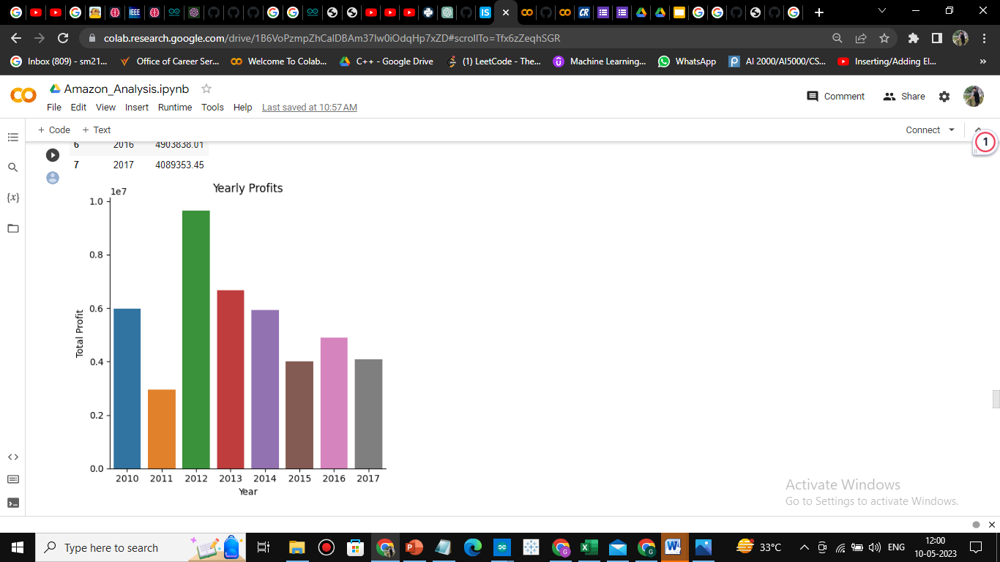 colab.research.google.com/drive/1B6VoPzmpZhCalDBAm37lw0iOdqHp7xZD#scrollTo=Tfx6zZeqhSGR
Inbox (809) - sm21... Office of Career Ser... Welcome To Colab... C++ - Google Drive (1) LeetCode - The... Machine Learning... WhatsApp AI 2000/AI5000/CS... Inserting/Adding El... »
Amazon_Analysis.ipynb
Comment Share
File Edit View Insert Runtime Tools Help Last saved at 10:57 AM
+ Code + Text Connect
1
6 2016 4903838.01
7 2017 4089353.45
{x}
Yearly Profits
1e7
1.0
0.8
0.6
0.4
0.2
0.0
Total Profit
2010 2011 2012 2013 2014 2015 2016 2017
Year
Activate Windows
Go to Settings to activate Windows.
Type here to search 33°C ENG 12:00
10-05-2023